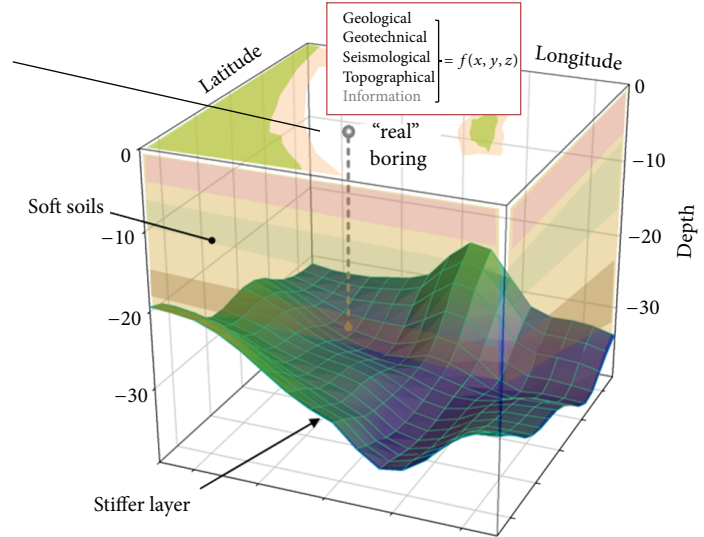 Geological
Geotechnical
Seismological
Topographical
Information
= f(x, y, z)
Latitude
Longitude
"real"
boring
Soft soils
Stiffer layer
Depth
0
−10
−20
−30
0
−10
−20
−30